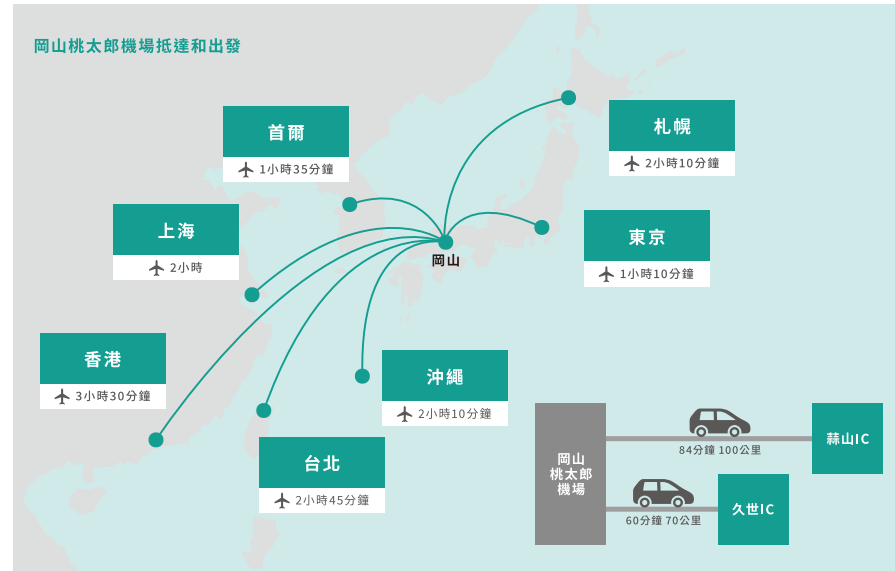 岡山桃太郎機場抵達和出發
首爾
1小時35分鐘
札幌
2小時10分鐘
上海
2小時
東京
1小時10分鐘
岡山
香港
3小時30分鐘
沖繩
2小時10分鐘
台北
2小時45分鐘
岡山
桃太郎
機場
84分鐘 100公里
蒜山IC
60分鐘 70公里
久世IC